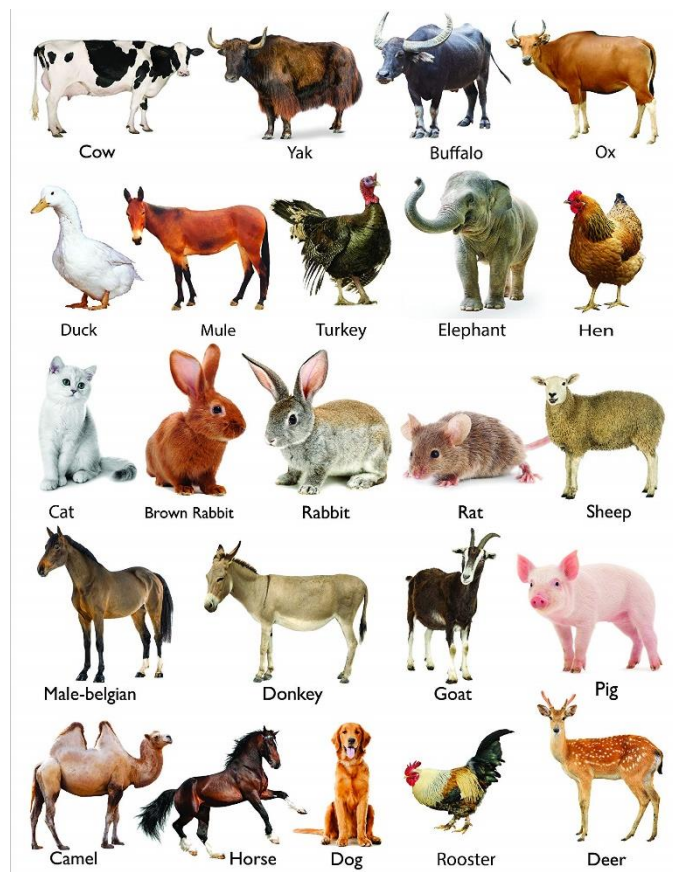 Cow Yak Buffalo Ox
Duck Mule Turkey Elephant Hen
Cat Brown Rabbit Rabbit Rat Sheep
Male-belgian Donkey Goat Pig
Camel Horse Dog Rooster Deer